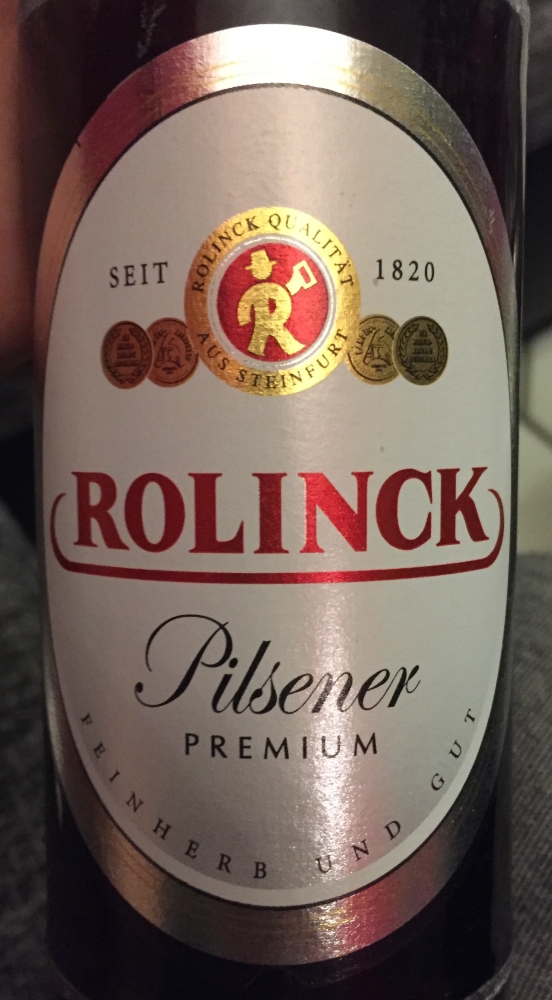 ROLINCK QUALITÄT
SEIT
1820
R
AUS STEINFURT
ROLINCK
Pilsener
PREMIUM
FEINHERB UND GUT